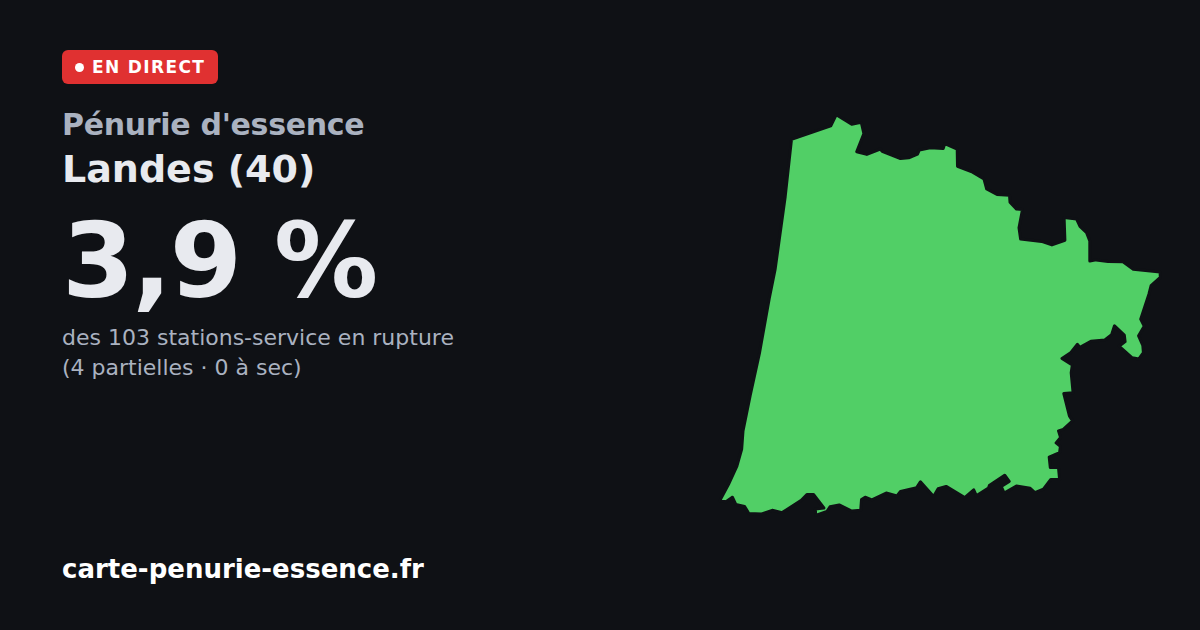 EN DIRECT
Pénurie d'essence
Landes (40)
3,9 %
des 103 stations-service en rupture
(4 partielles · 0 à sec)
carte-penurie-essence.fr